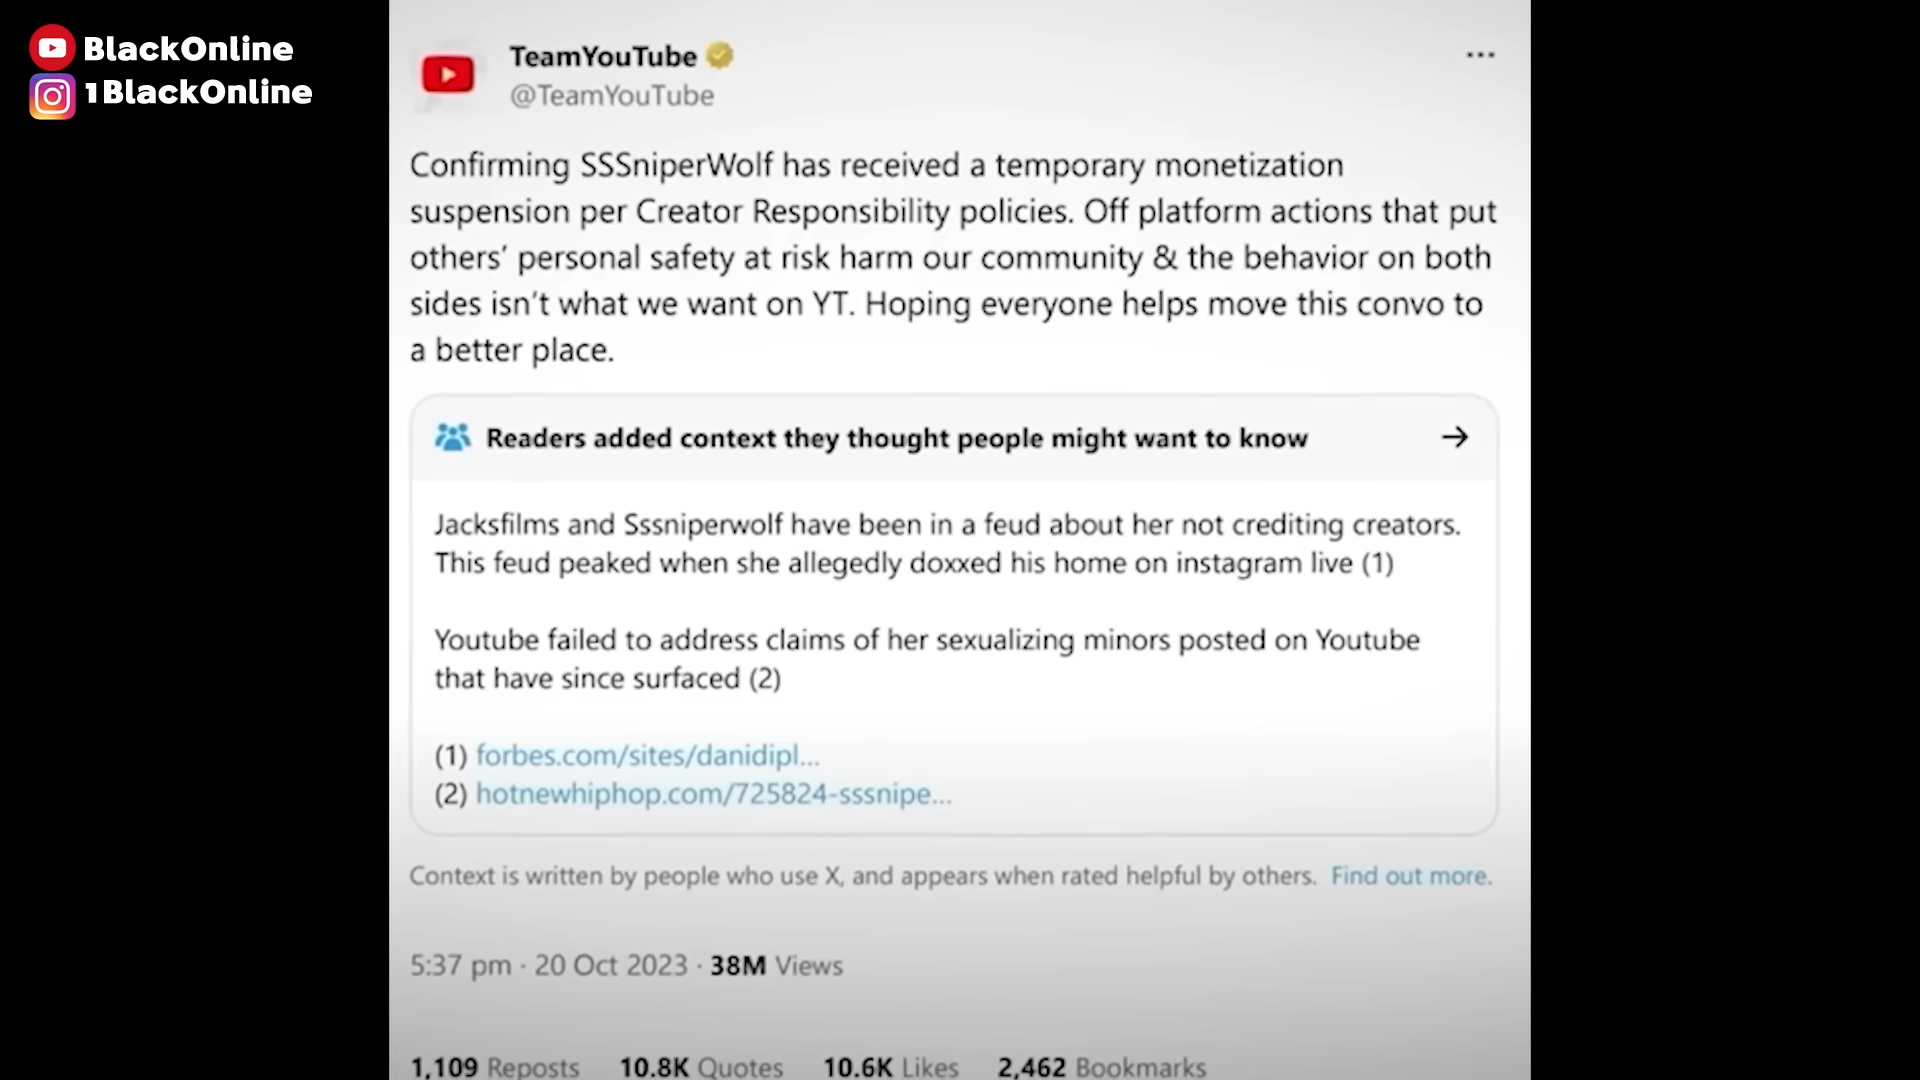 BlackOnline
1BlackOnline
TeamYouTube
@TeamYouTube
Confirming SSSniperWolf has received a temporary monetization
suspension per Creator Responsibility policies. Off platform actions that put
others’ personal safety at risk harm our community & the behavior on both
sides isn’t what we want on YT. Hoping everyone helps move this convo to
a better place.
Readers added context they thought people might want to know
Jacksfilms and Sssniperwolf have been in a feud about her not crediting creators.
This feud peaked when she allegedly doxxed his home on instagram live (1)
Youtube failed to address claims of her sexualizing minors posted on Youtube
that have since surfaced (2)
(1) forbes.com/sites/danidipl...
(2) hotnewhiphop.com/725824-sssnipe...
Context is written by people who use X, and appears when rated helpful by others. Find out more.
5:37 pm · 20 Oct 2023 · 38M Views
1,109 Reposts 10.8K Quotes 10.6K Likes 2,462 Bookmarks